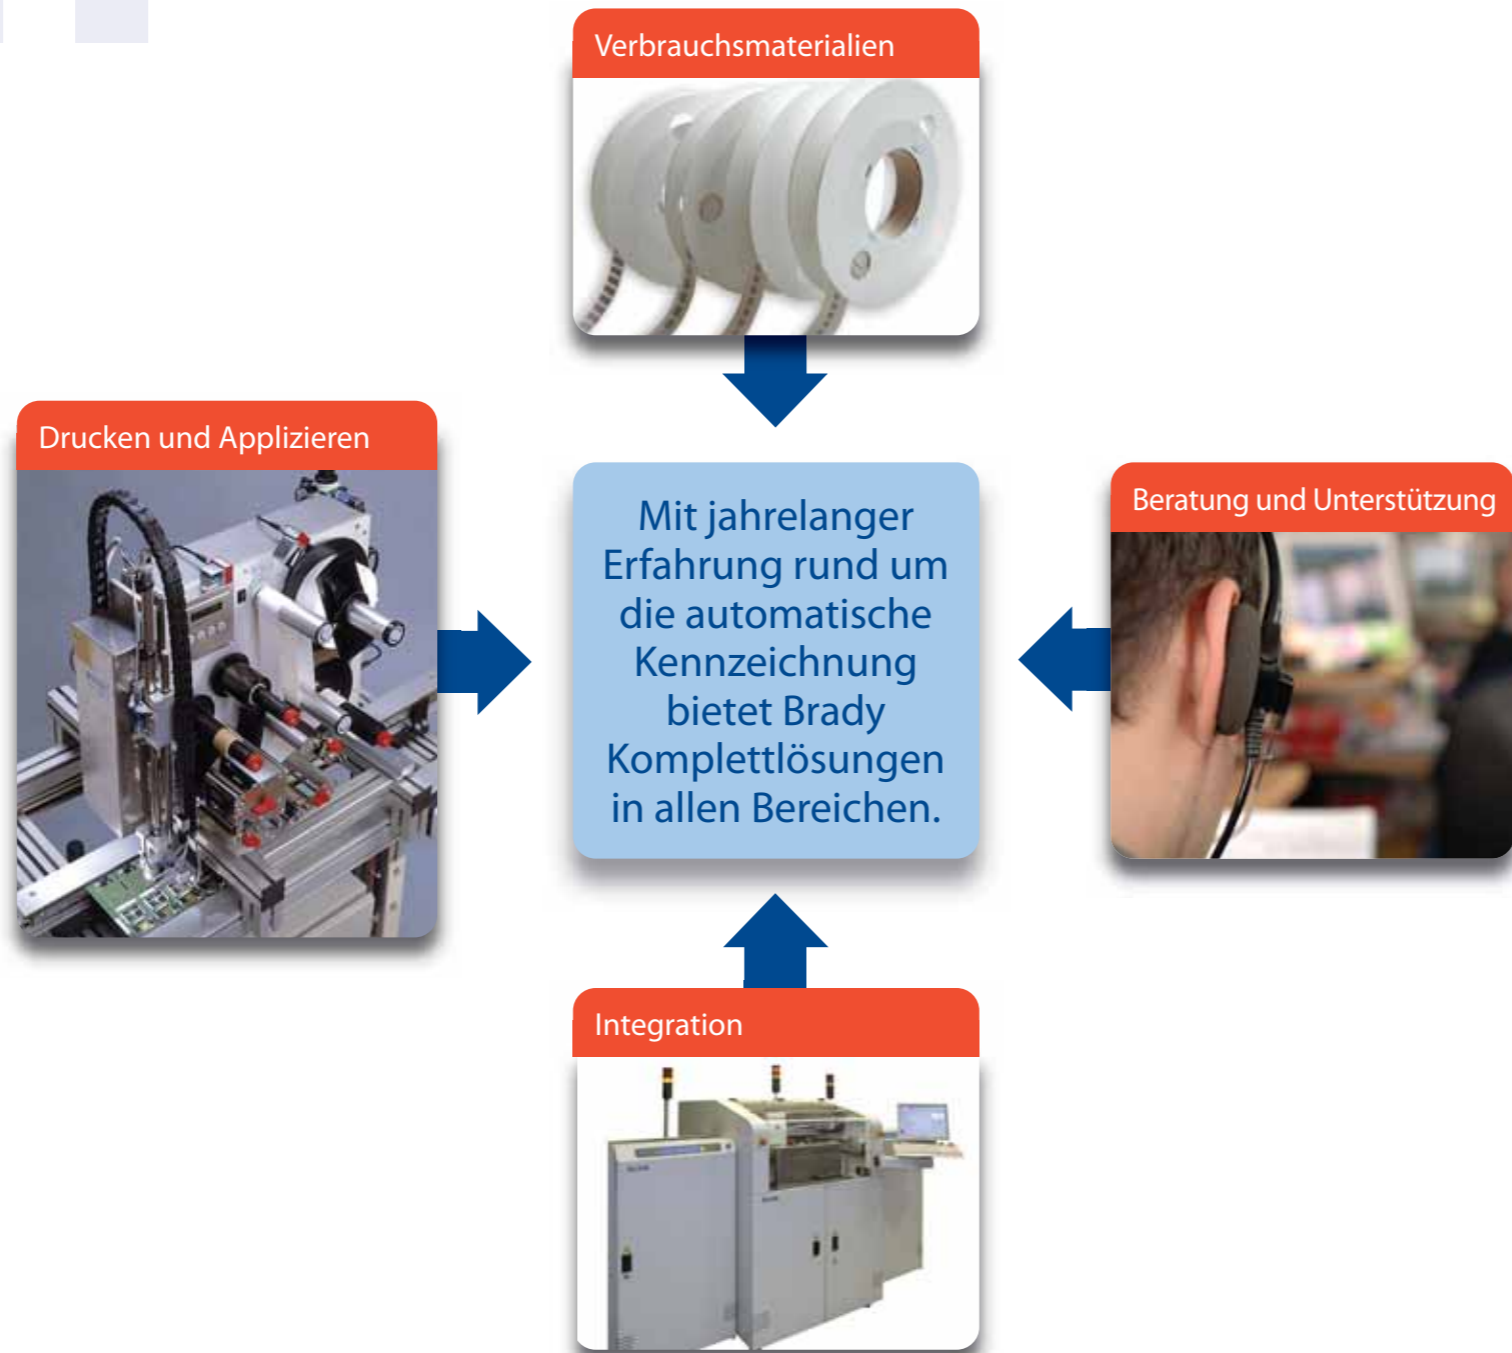 Verbrauchsmaterialien
Drucken und Applizieren
Mit jahrelanger
Erfahrung rund um
die automatische
Kennzeichnung
bietet Brady
Komplettlösungen
in allen Bereichen.
Beratung und Unterstützung
Integration